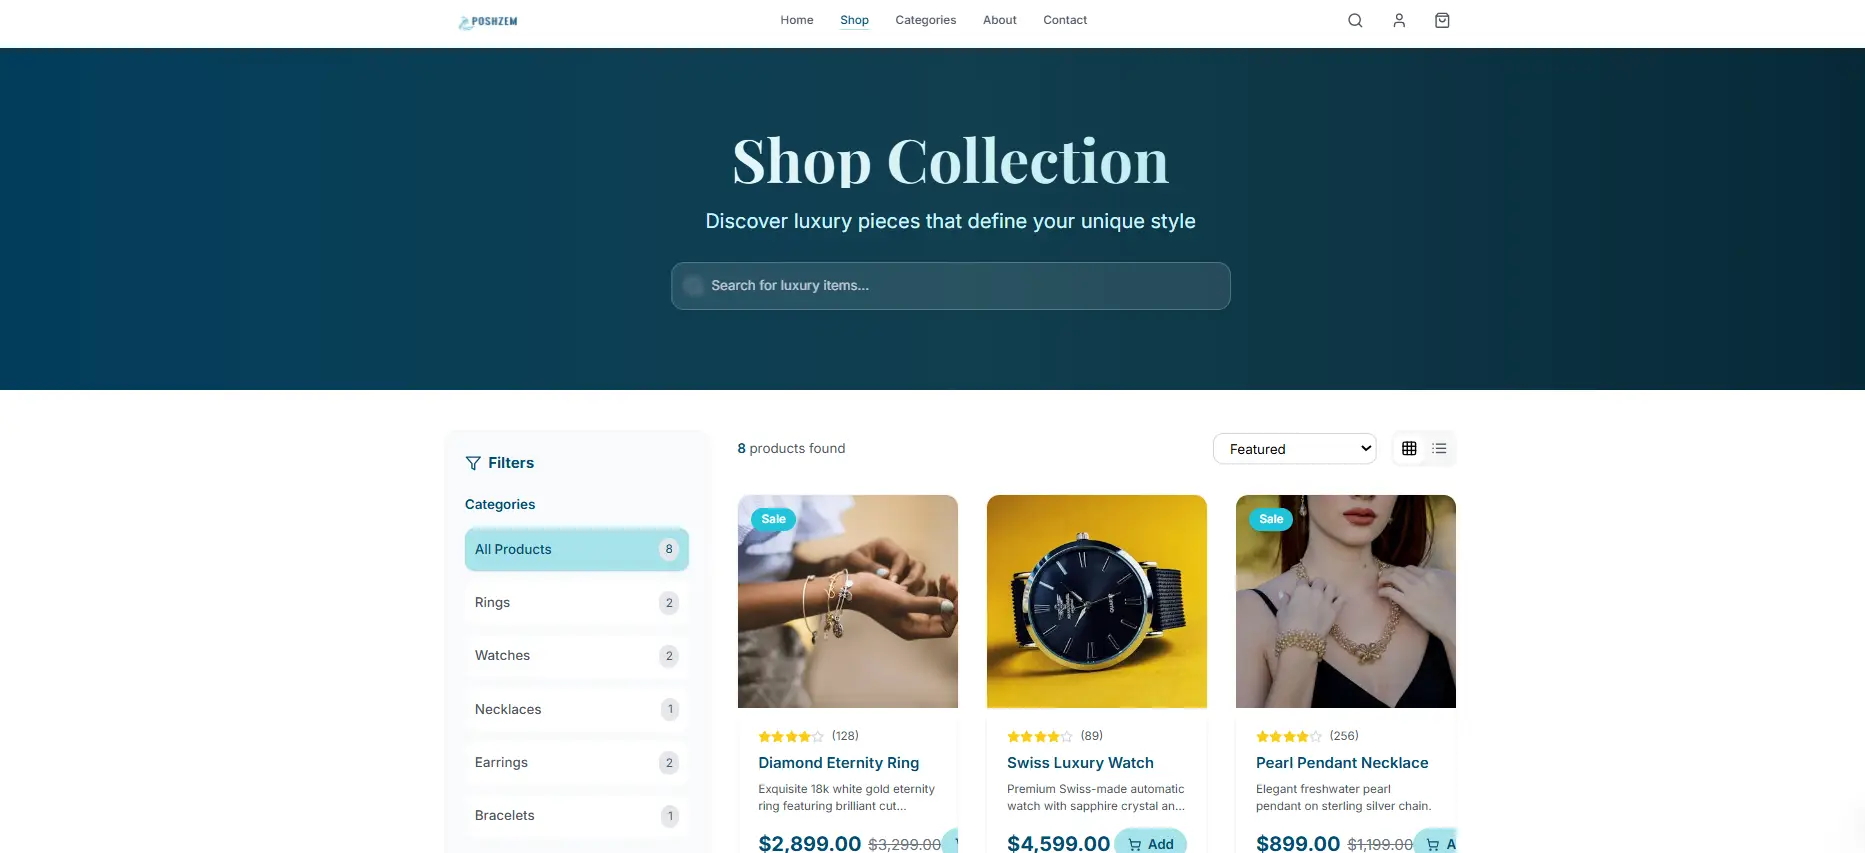 POSHZEM
Home Shop Categories About Contact
Shop Collection
Discover luxury pieces that define your unique style
Search for luxury items...
Filters
Categories
All Products 8
Rings 2
Watches 2
Necklaces 1
Earrings 2
Bracelets 1
8 products found
Featured
Sale
(128)
Diamond Eternity Ring
Exquisite 18k white gold eternity
ring featuring brilliant cut...
$2,899.00 $3,299.00
(89)
Swiss Luxury Watch
Premium Swiss-made automatic
watch with sapphire crystal an...
$4,599.00 Add
Sale
(256)
Pearl Pendant Necklace
Elegant freshwater pearl
pendant on sterling silver chain.
$899.00 $1,199.00 A